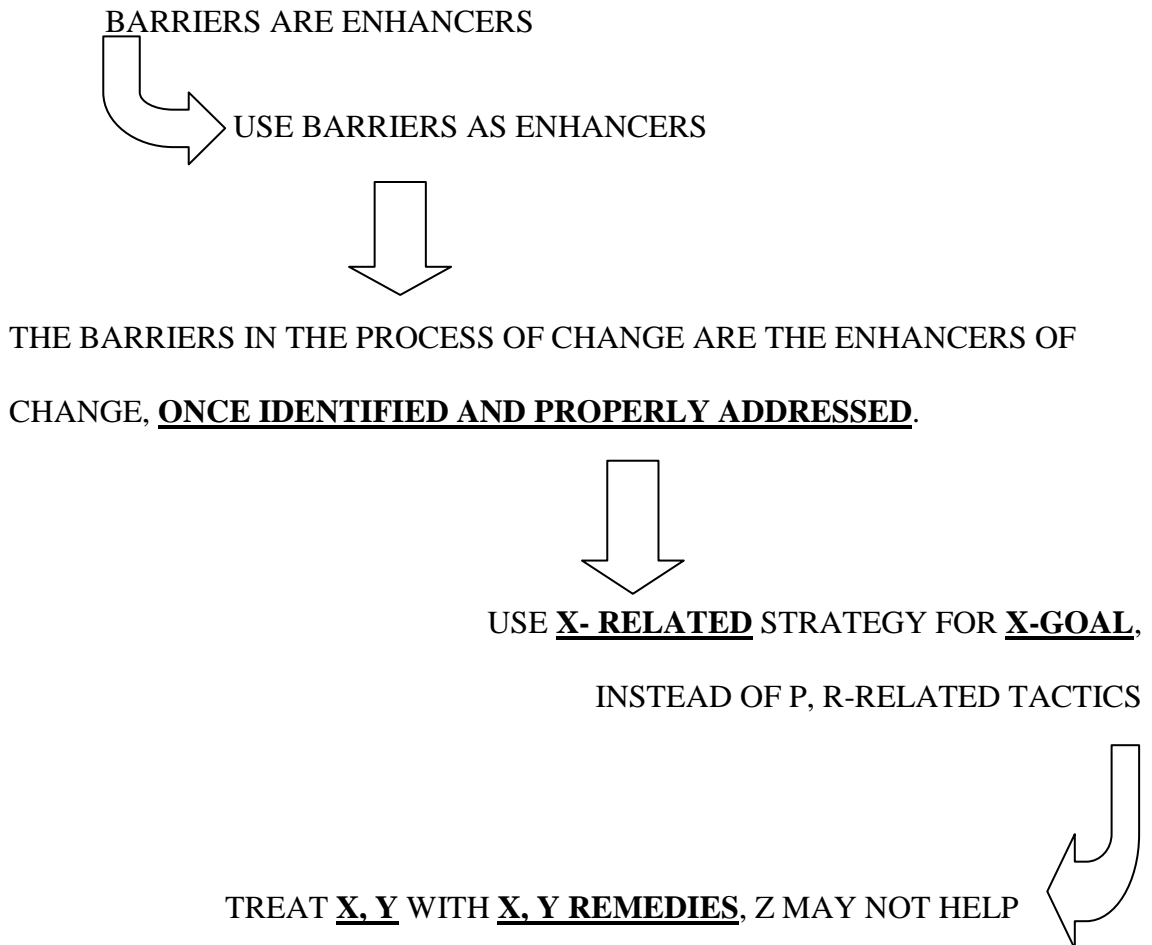 BARRIERS ARE ENHANCERS
USE BARRIERS AS ENHANCERS
THE BARRIERS IN THE PROCESS OF CHANGE ARE THE ENHANCERS OF
CHANGE, ONCE IDENTIFIED AND PROPERLY ADDRESSED.
USE X- RELATED STRATEGY FOR X-GOAL,
INSTEAD OF P, R-RELATED TACTICS
TREAT X, Y WITH X, Y REMEDIES, Z MAY NOT HELP